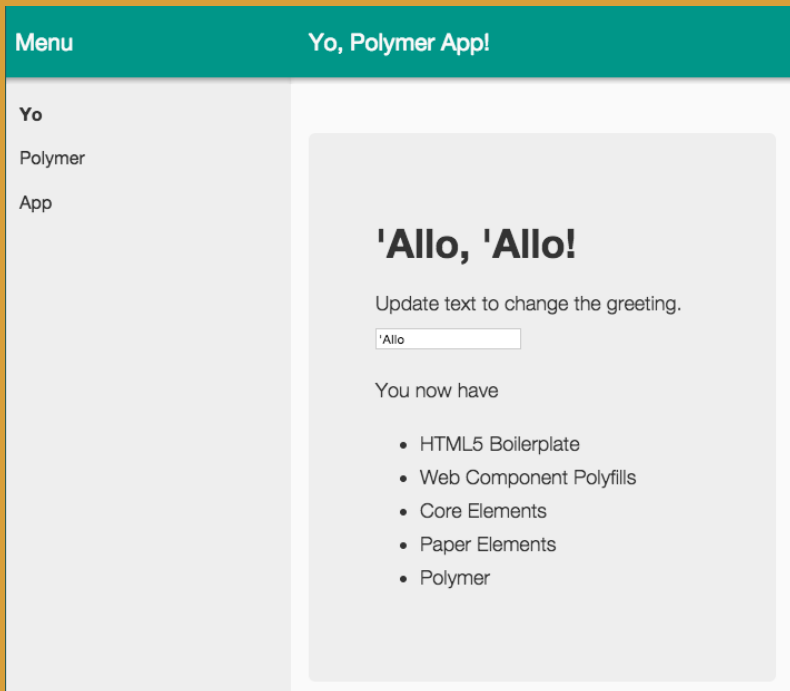 Menu
Yo, Polymer App!
Yo
Polymer
App
'Allo, 'Allo!
Update text to change the greeting.
'Allo
You now have
• HTML5 Boilerplate
• Web Component Polyfills
• Core Elements
• Paper Elements
• Polymer